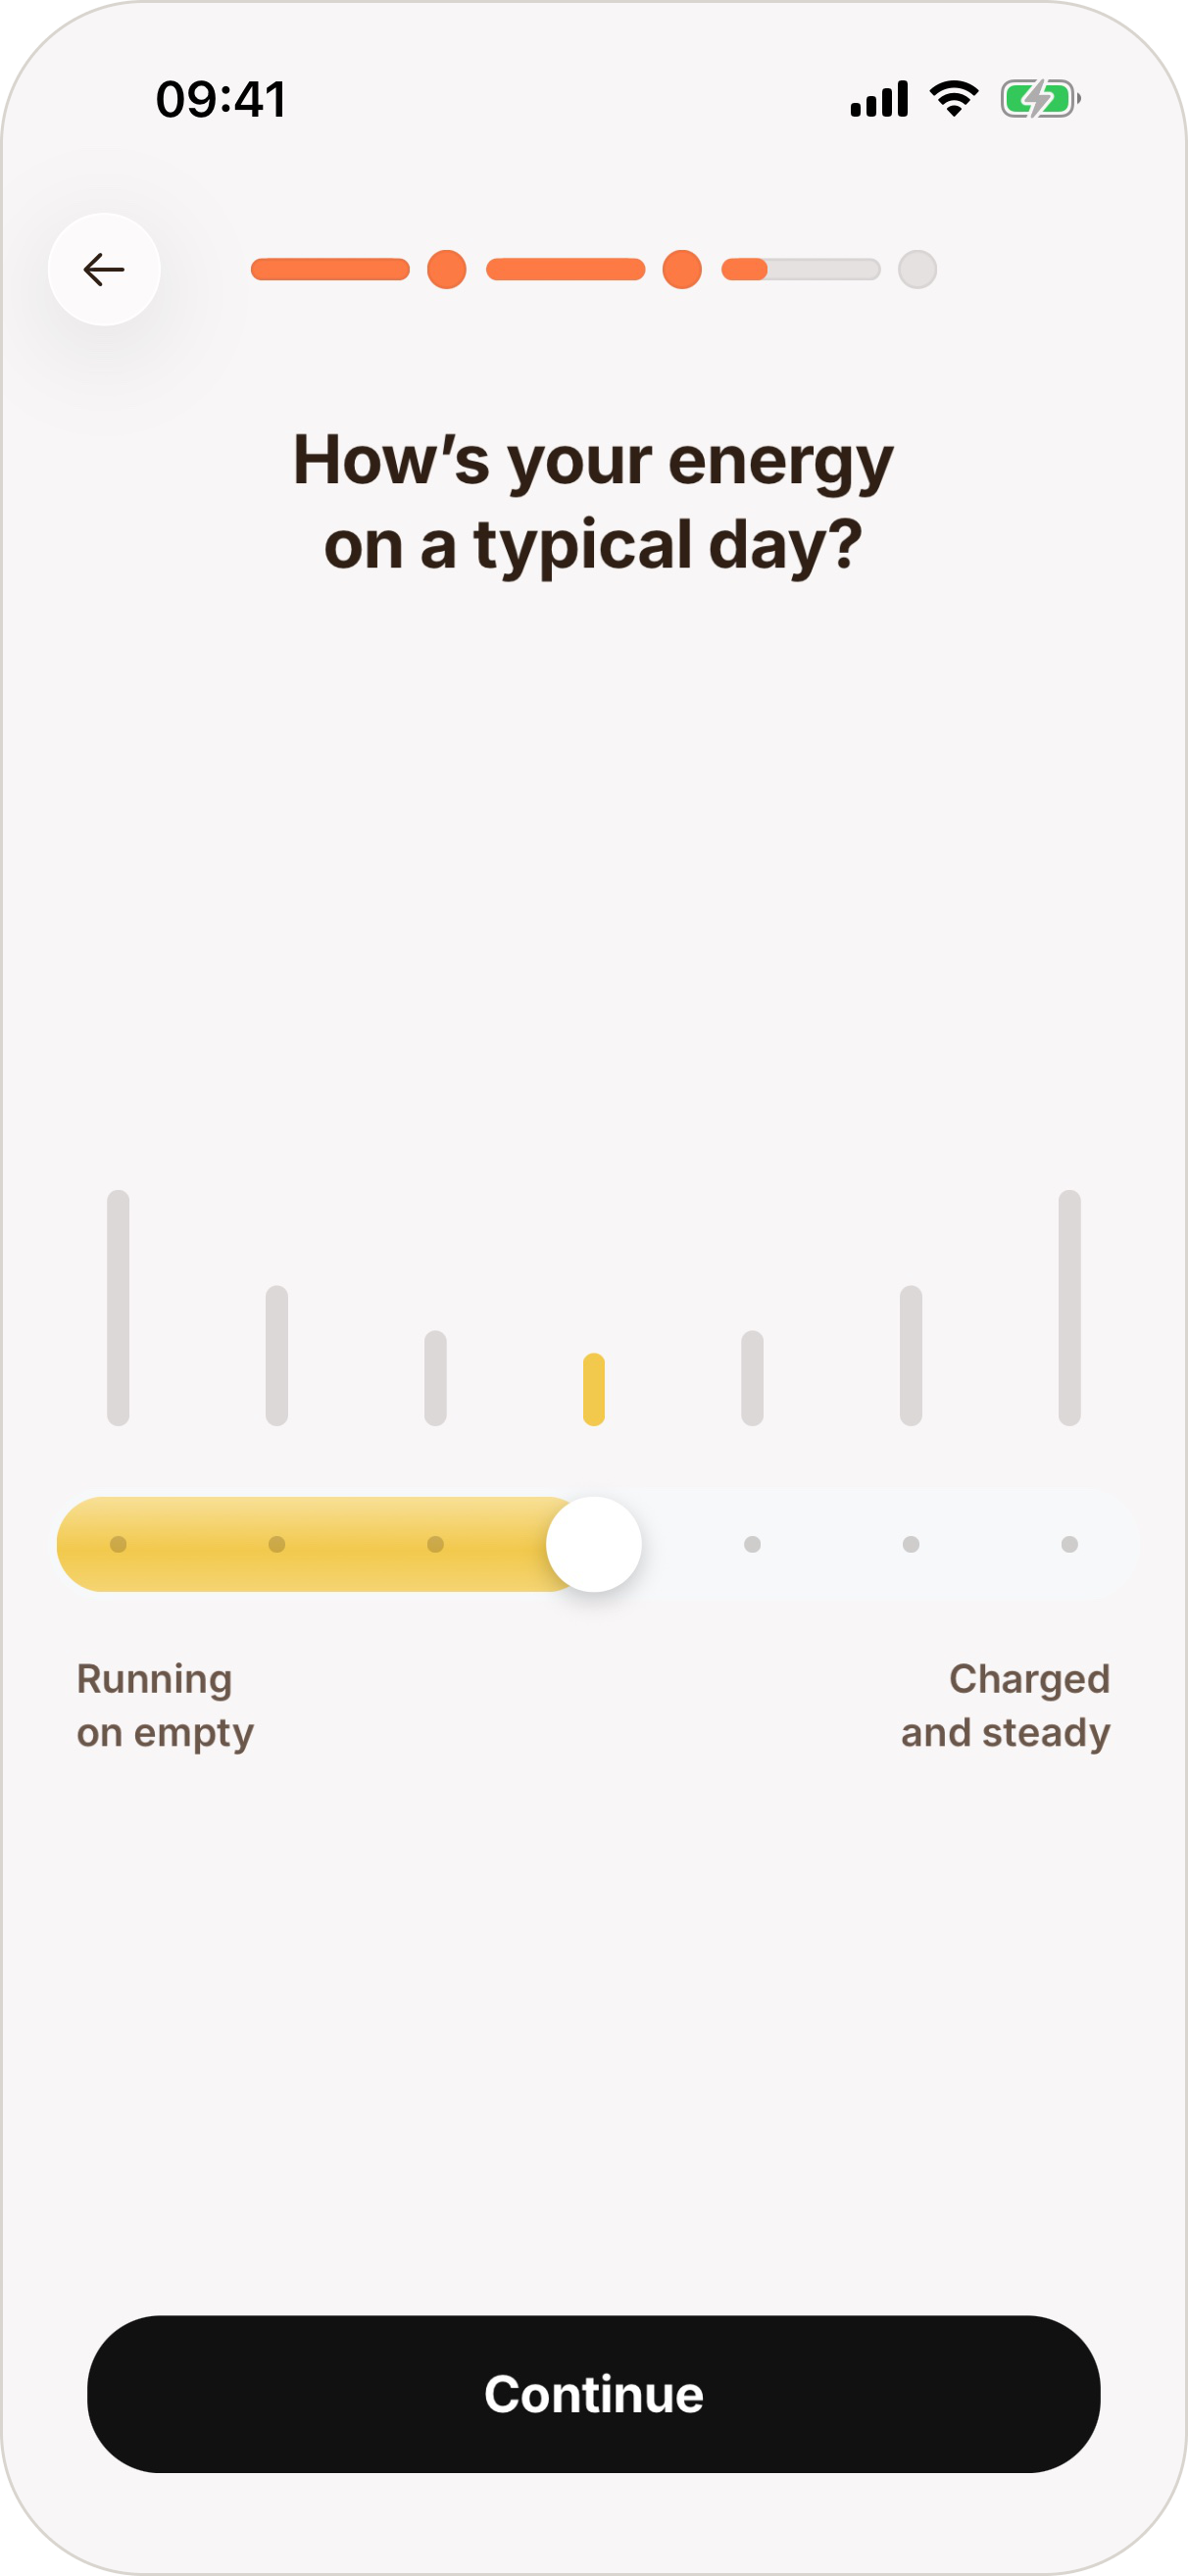 09:41
How’s your energy
on a typical day?
Running
on empty
Charged
and steady
Continue